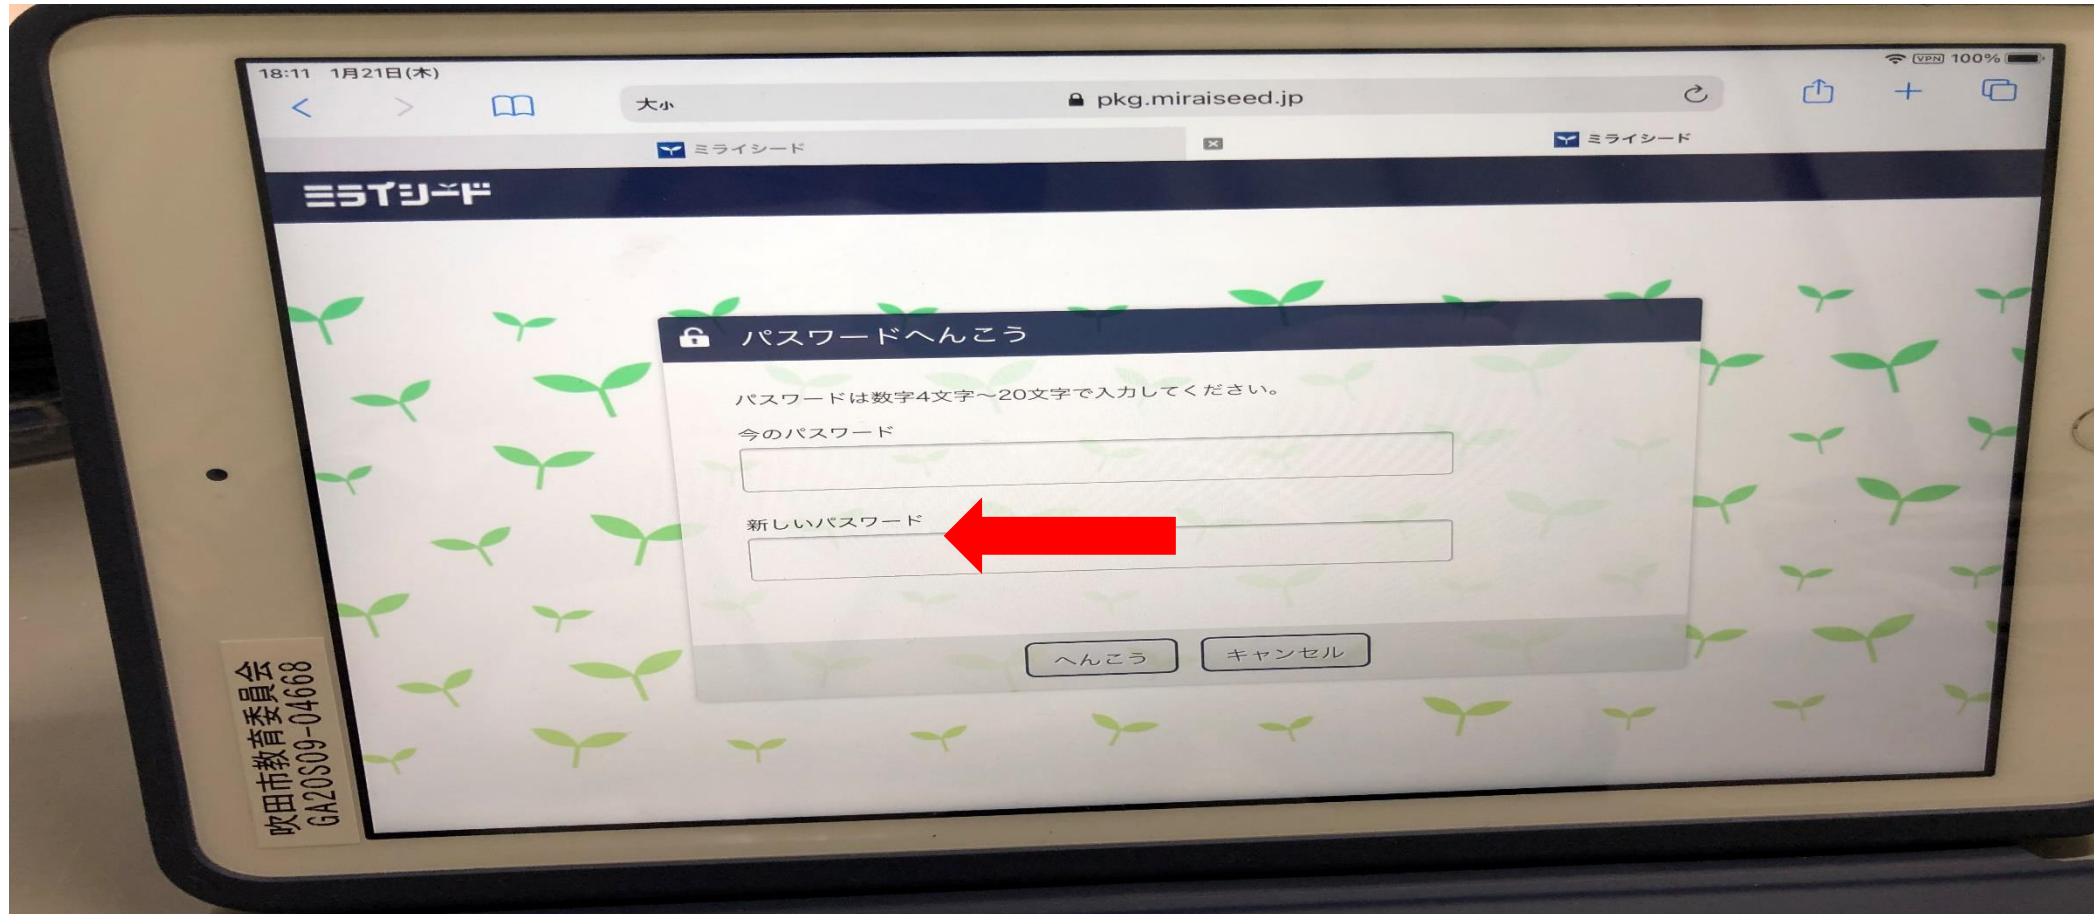 18:11 1月21日(木)
VPN 100%
大小
pkg.miraiseed.jp
ミライシード
ミライシード
ミライシード
パスワードへんこう
パスワードは数字4文字～20文字で入力してください。
今のパスワード
新しいパスワード
へんこう
キャンセル
吹田市教育委員会
GA20S09-04668